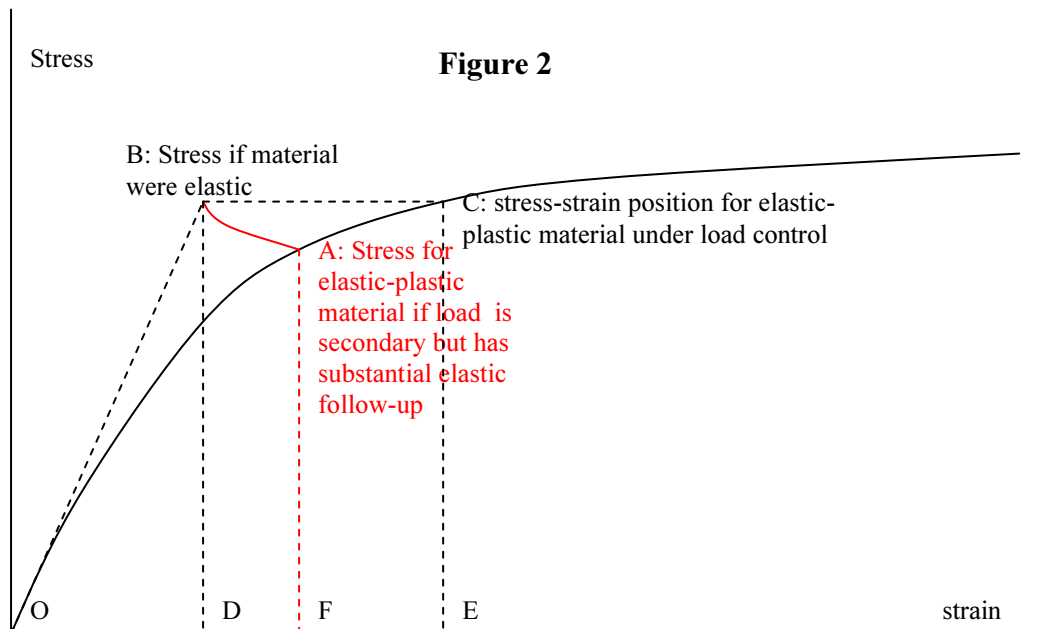 Stress
Figure 2
B: Stress if material
were elastic
C: stress-strain position for elastic-
plastic material under load control
A: Stress for
elastic-plastic
material if load is
secondary but has
substantial elastic
follow-up
O
D
F
E
strain